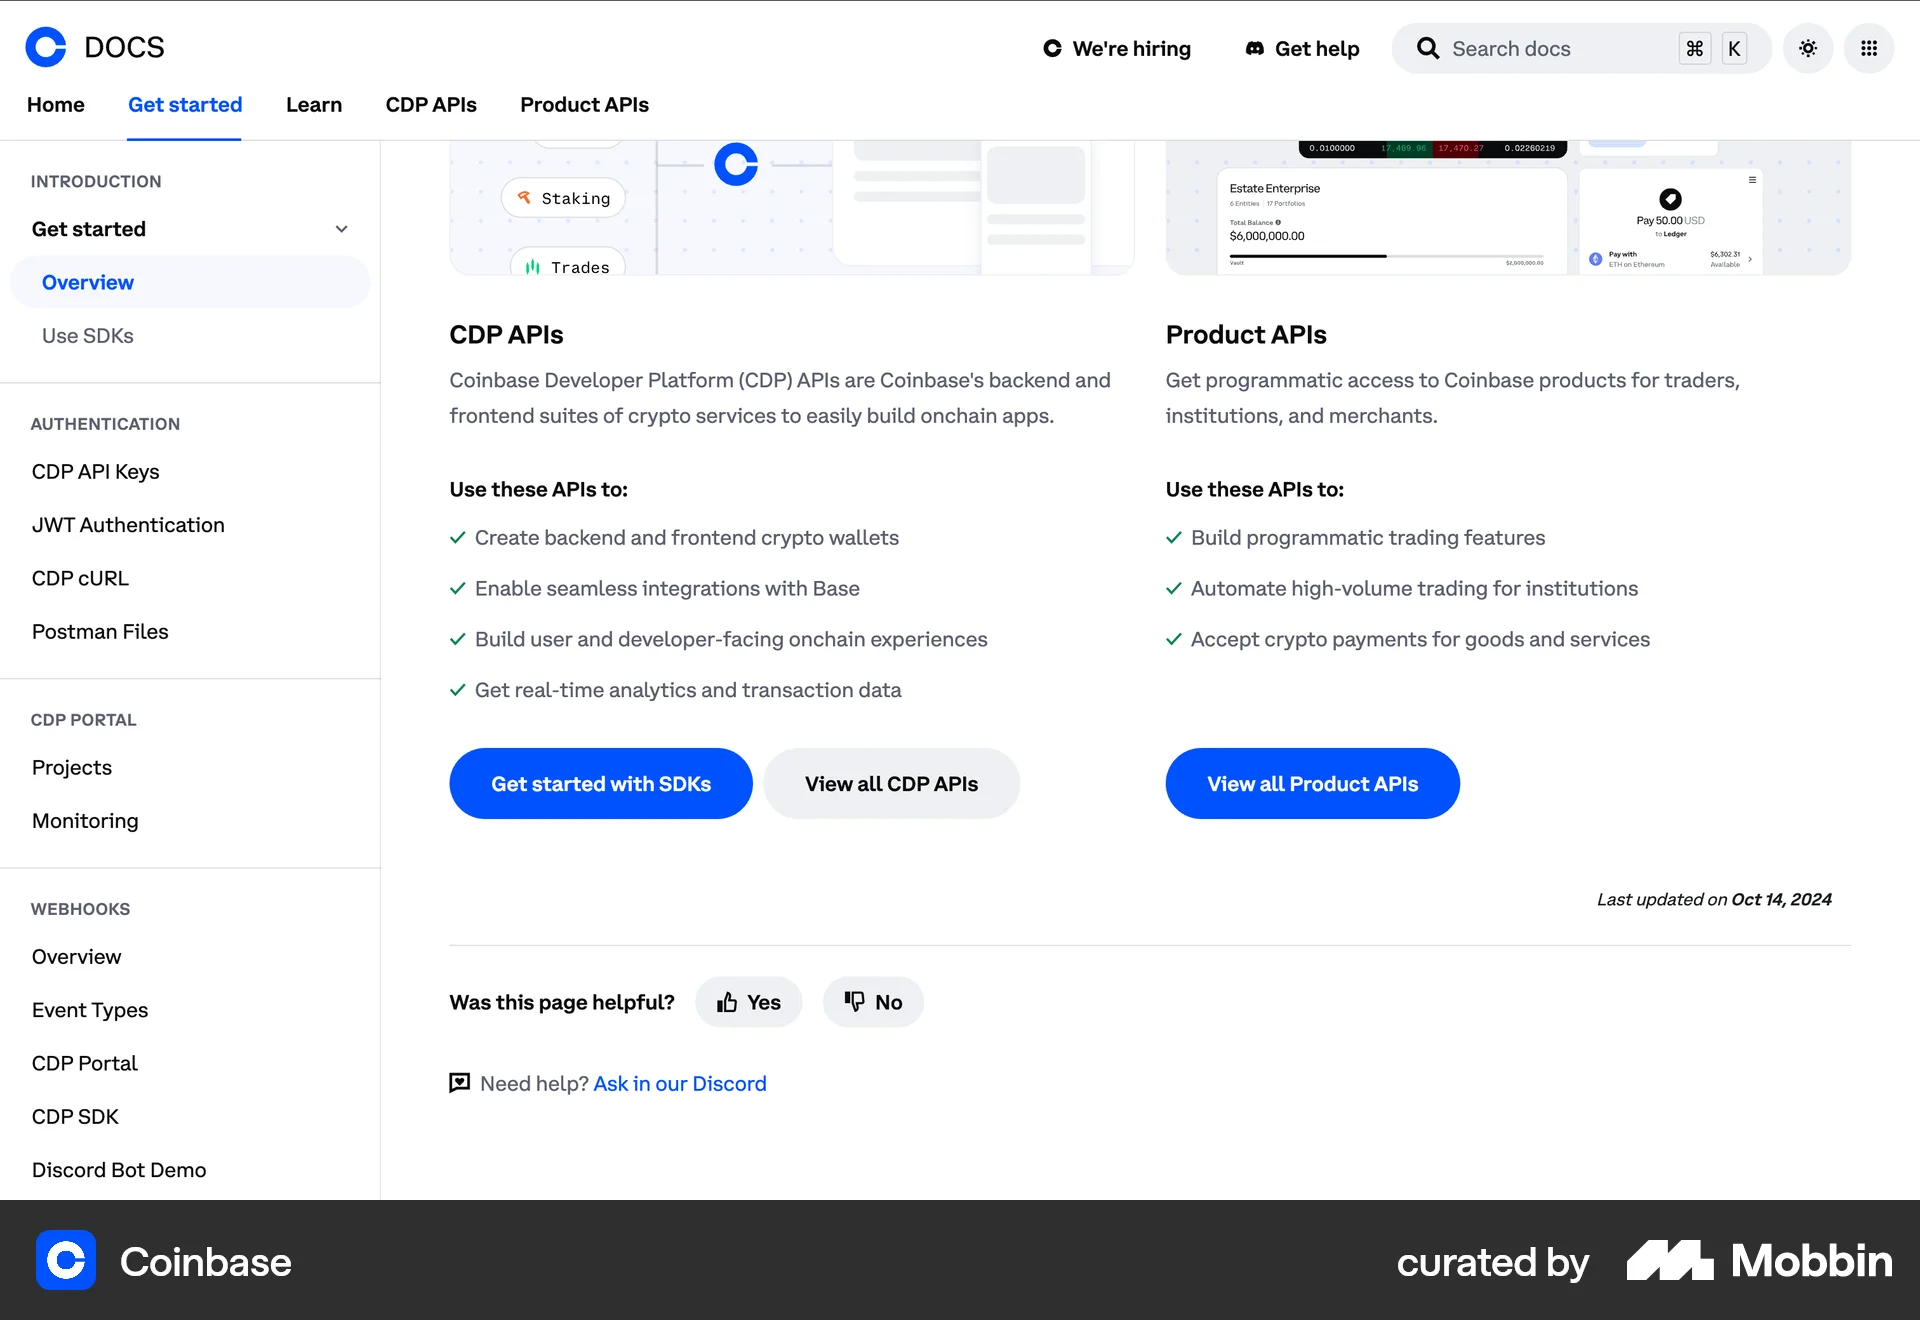 DOCS
We're hiring
Get help
Search docs
⌘ K
Home
Get started
Learn
CDP APIs
Product APIs
INTRODUCTION
Get started
Overview
Use SDKs
AUTHENTICATION
CDP API Keys
JWT Authentication
CDP cURL
Postman Files
CDP PORTAL
Projects
Monitoring
WEBHOOKS
Overview
Event Types
CDP Portal
CDP SDK
Discord Bot Demo
Staking
Trades
CDP APIs
Coinbase Developer Platform (CDP) APIs are Coinbase's backend and
frontend suites of crypto services to easily build onchain apps.
Use these APIs to:
Create backend and frontend crypto wallets
Enable seamless integrations with Base
Build user and developer-facing onchain experiences
Get real-time analytics and transaction data
Get started with SDKs
View all CDP APIs
0.0100000 17,469.96 17,470.27 0.02260219
Estate Enterprise
6 Entities 17 Portfolios
Total Balance
$6,000,000.00
Vault
$2,000,000.00
Pay 50.00 USD
to Ledger
Pay with $6,302.31
ETH on Ethereum Available
Product APIs
Get programmatic access to Coinbase products for traders,
institutions, and merchants.
Use these APIs to:
Build programmatic trading features
Automate high-volume trading for institutions
Accept crypto payments for goods and services
View all Product APIs
Last updated on Oct 14, 2024
Was this page helpful?
Yes
No
Need help? Ask in our Discord
Coinbase
curated by
Mobbin